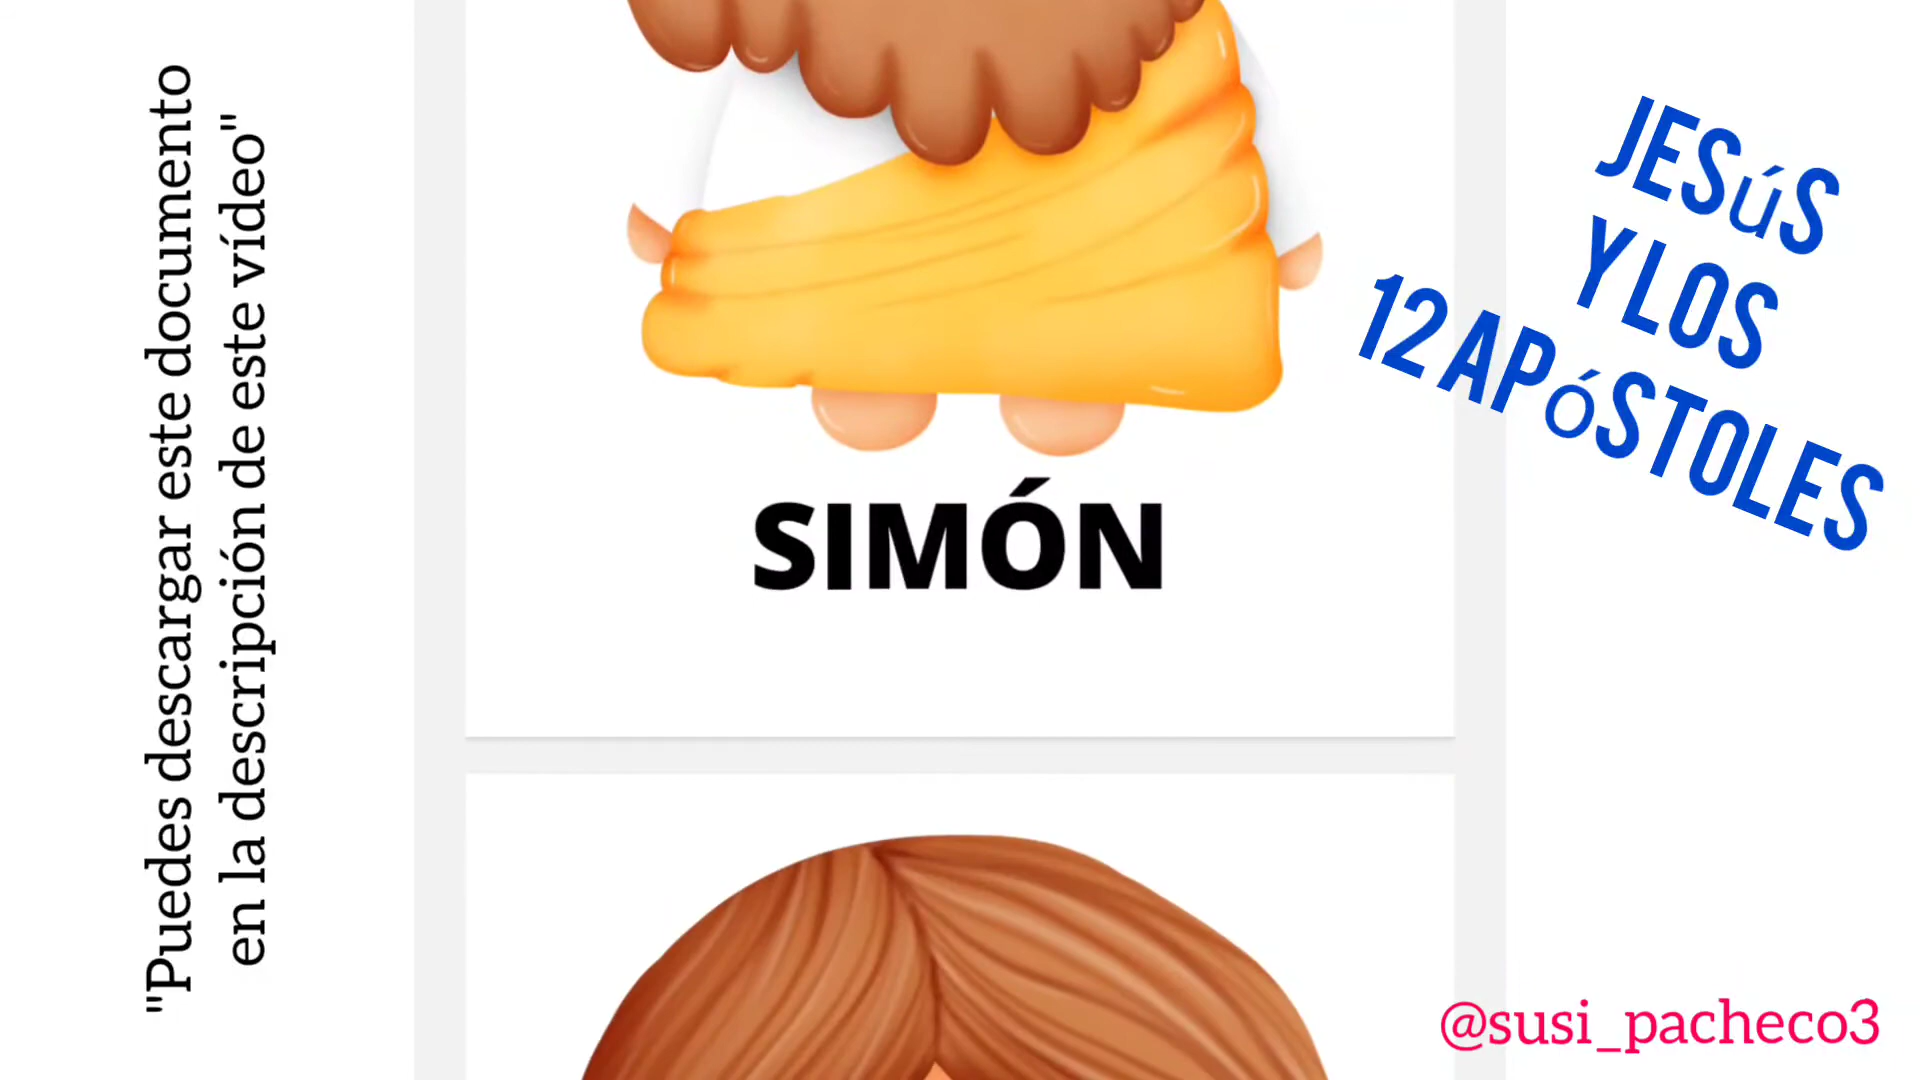 "Puedes descargar este documento
en la descripción de este vídeo"
SIMÓN
JESúS
Y LOS
12 APóSTOLES
@susi_pacheco3